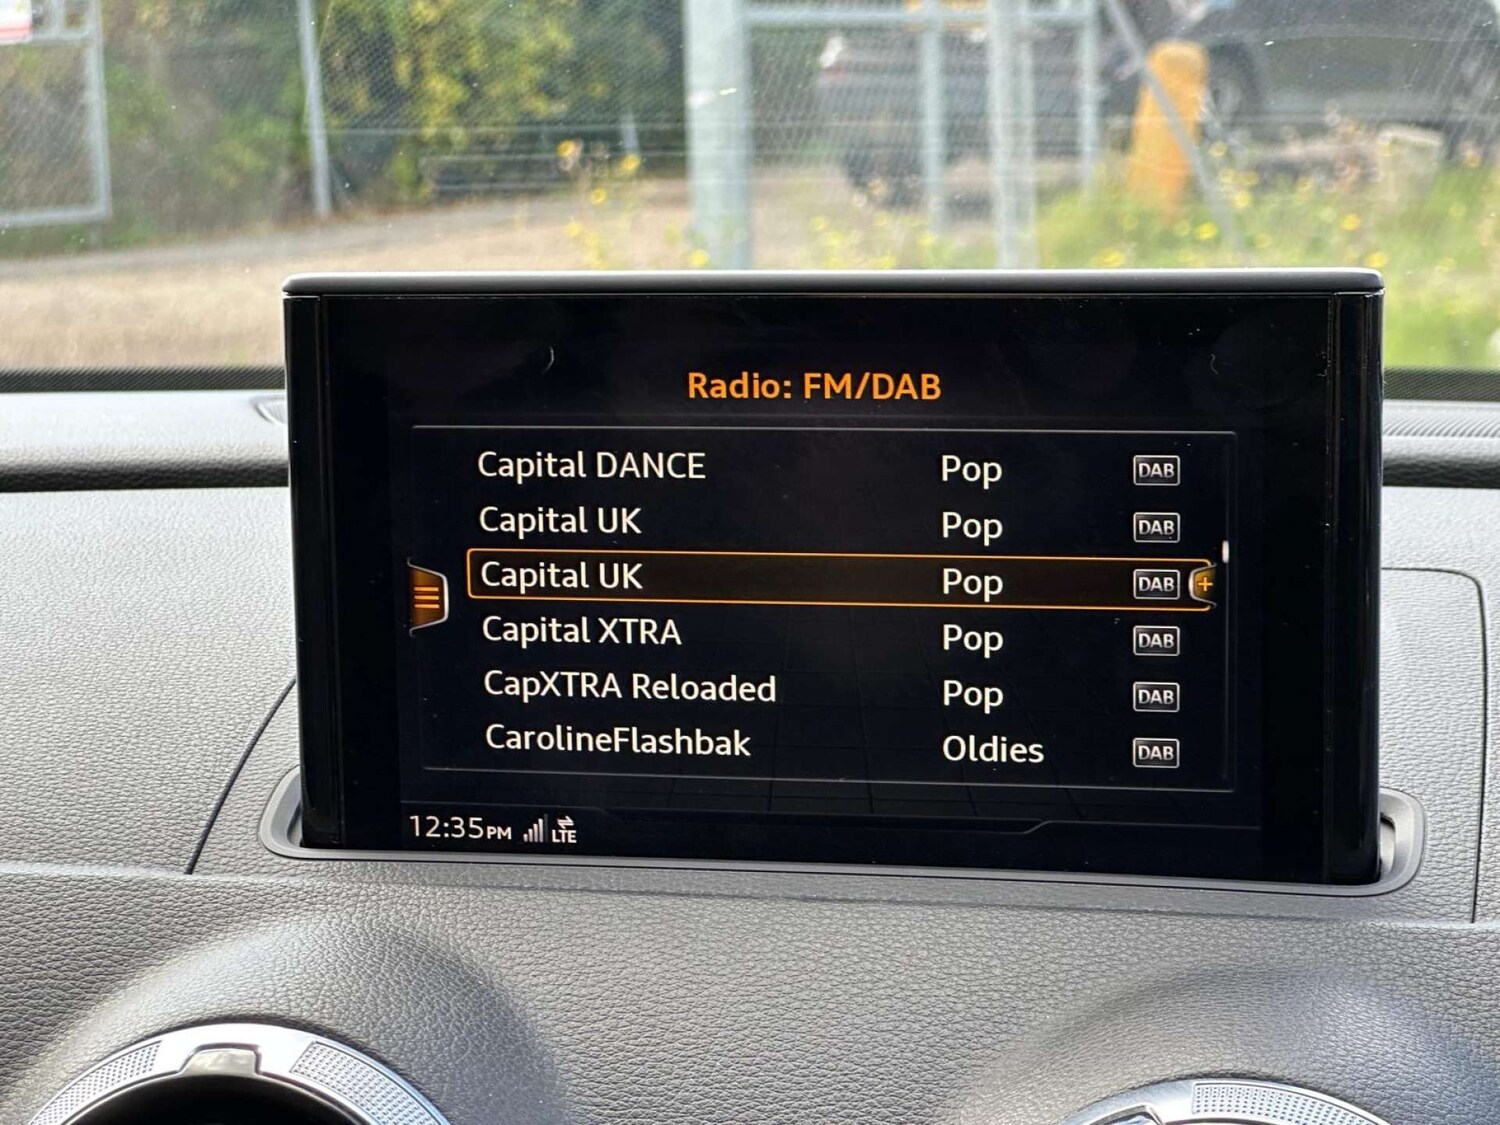 Radio: FM/DAB
Capital DANCE Pop DAB
Capital UK Pop DAB
Capital UK Pop DAB +
Capital XTRA Pop DAB
CapXTRA Reloaded Pop DAB
CarolineFlashbak Oldies DAB
12:35PM LTE